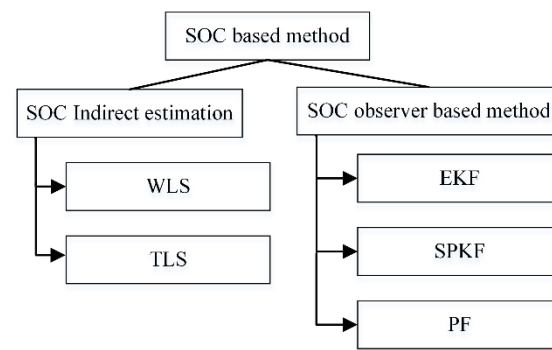 SOC based method
SOC Indirect estimation
WLS
TLS
SOC observer based method
EKF
SPKF
PF